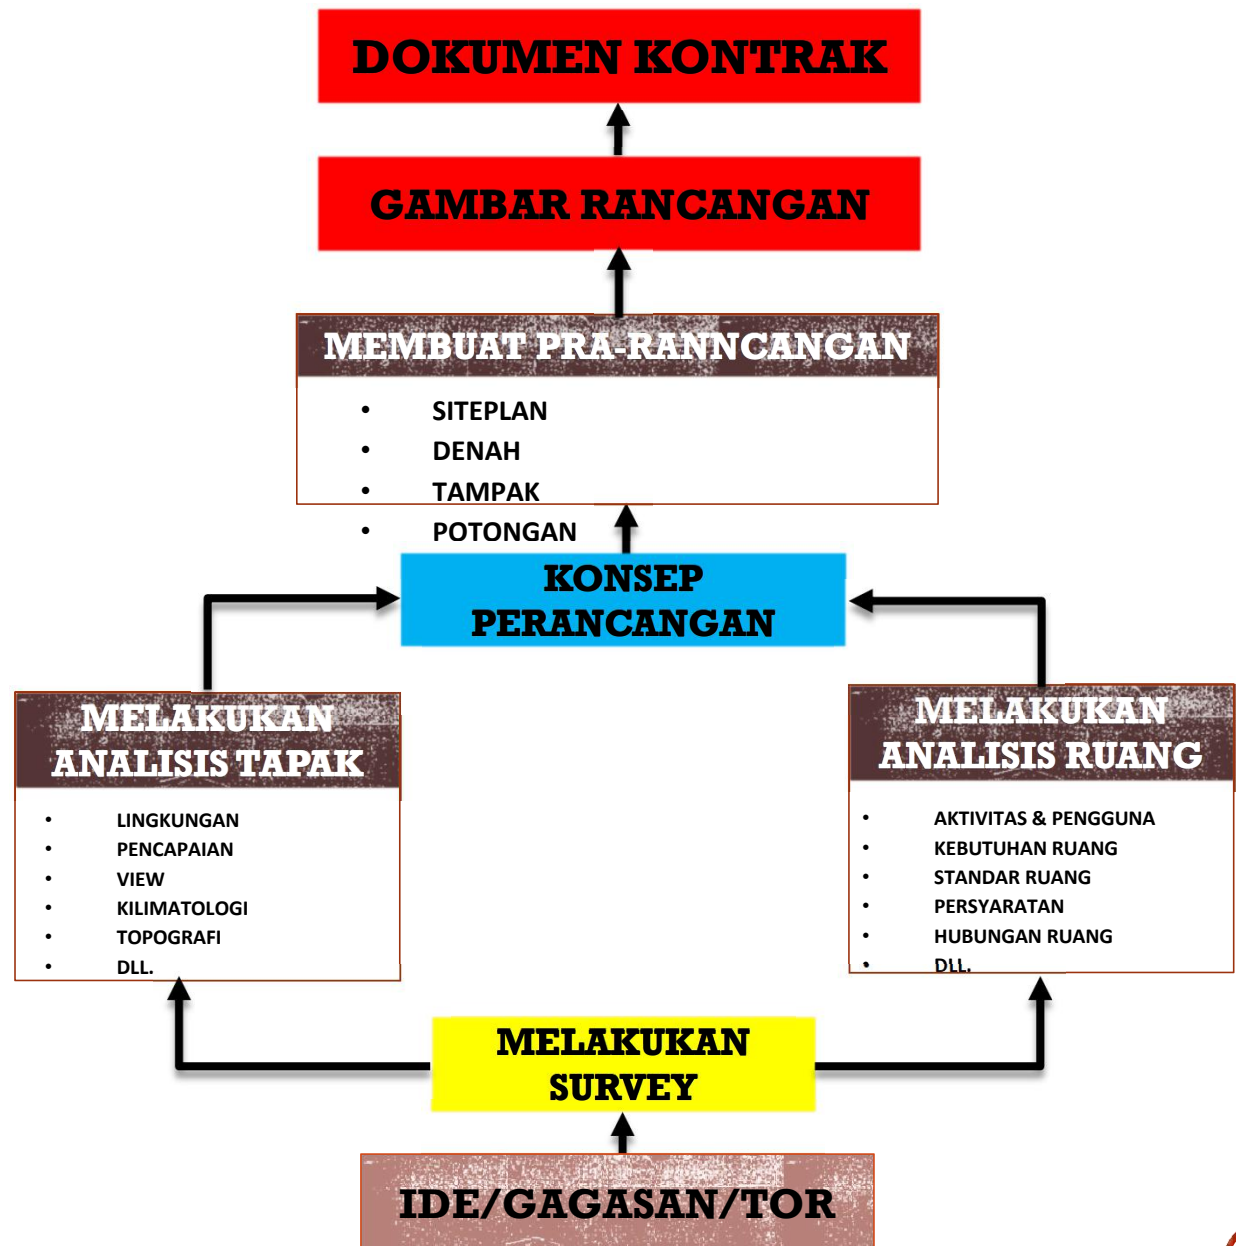 DOKUMEN KONTRAK
GAMBAR RANCANGAN
MEMBUAT PRA-RANNCANGAN
• SITEPLAN
• DENAH
• TAMPAK
• POTONGAN
KONSEP
PERANCANGAN
MELAKUKAN
ANALISIS TAPAK
• LINGKUNGAN
• PENCAPAIAN
• VIEW
• KILIMATOLOGI
• TOPOGRAFI
• DLL.
MELAKUKAN
ANALISIS RUANG
• AKTIVITAS & PENGGUNA
• KEBUTUHAN RUANG
• STANDAR RUANG
• PERSYARATAN
• HUBUNGAN RUANG
• DLL.
MELAKUKAN
SURVEY
IDE/GAGASAN/TOR